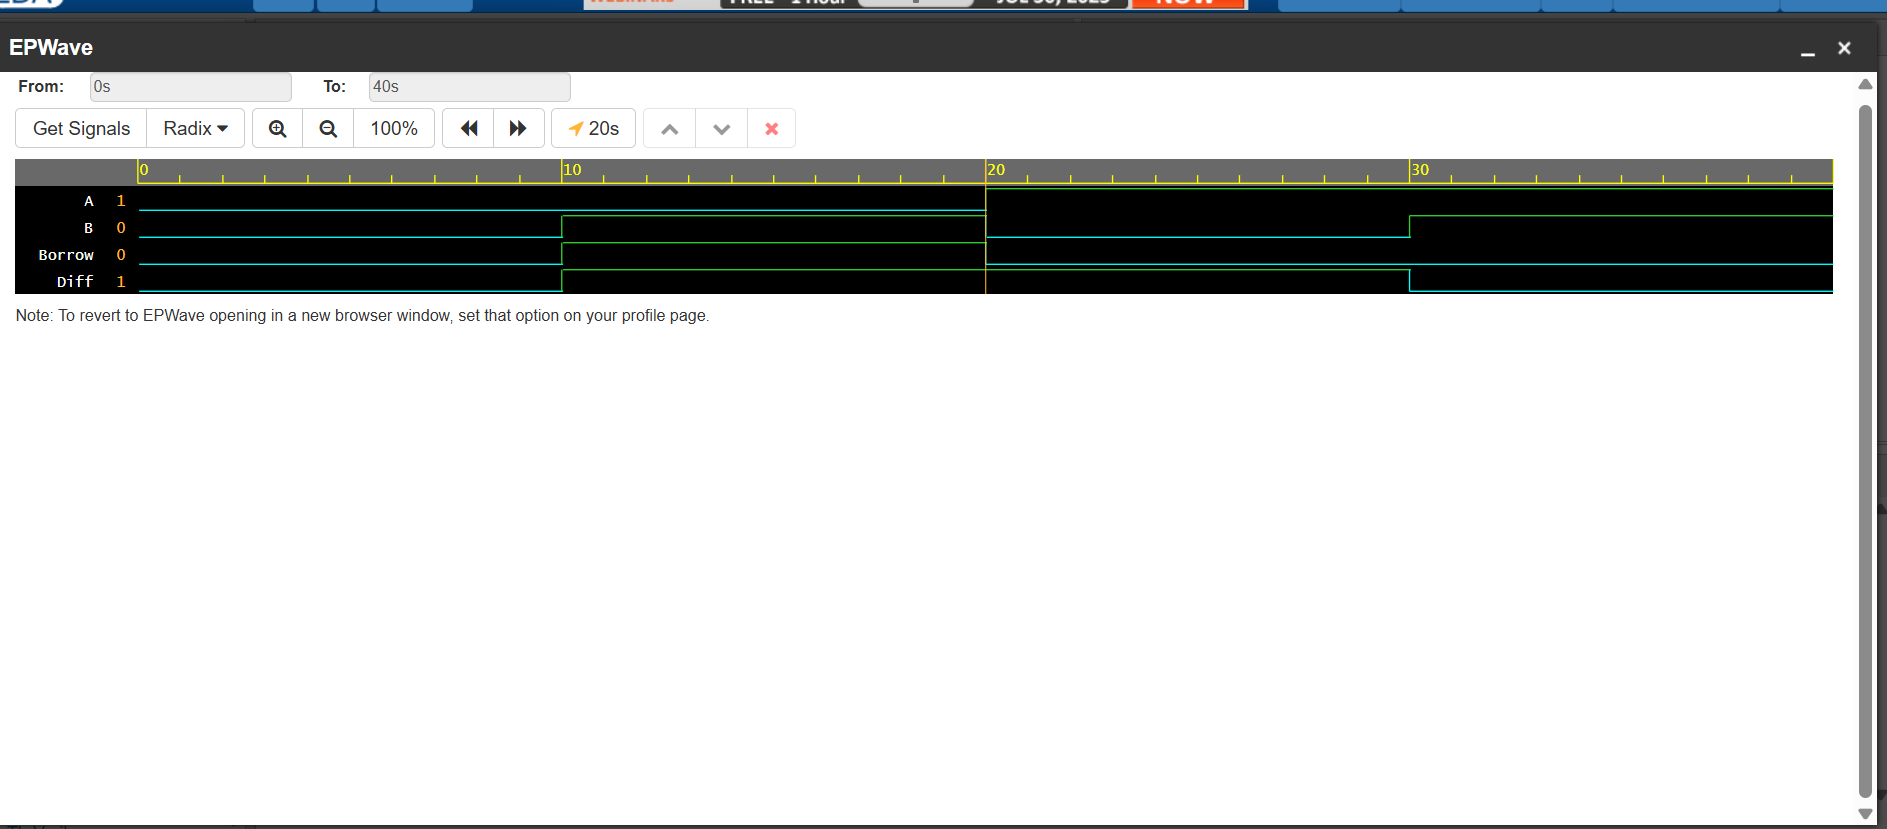 EPWave
From: 0s To: 40s
Get Signals Radix 100% 20s
0 10 20 30
A 1
B 0
Borrow 0
Diff 1
Note: To revert to EPWave opening in a new browser window, set that option on your profile page.